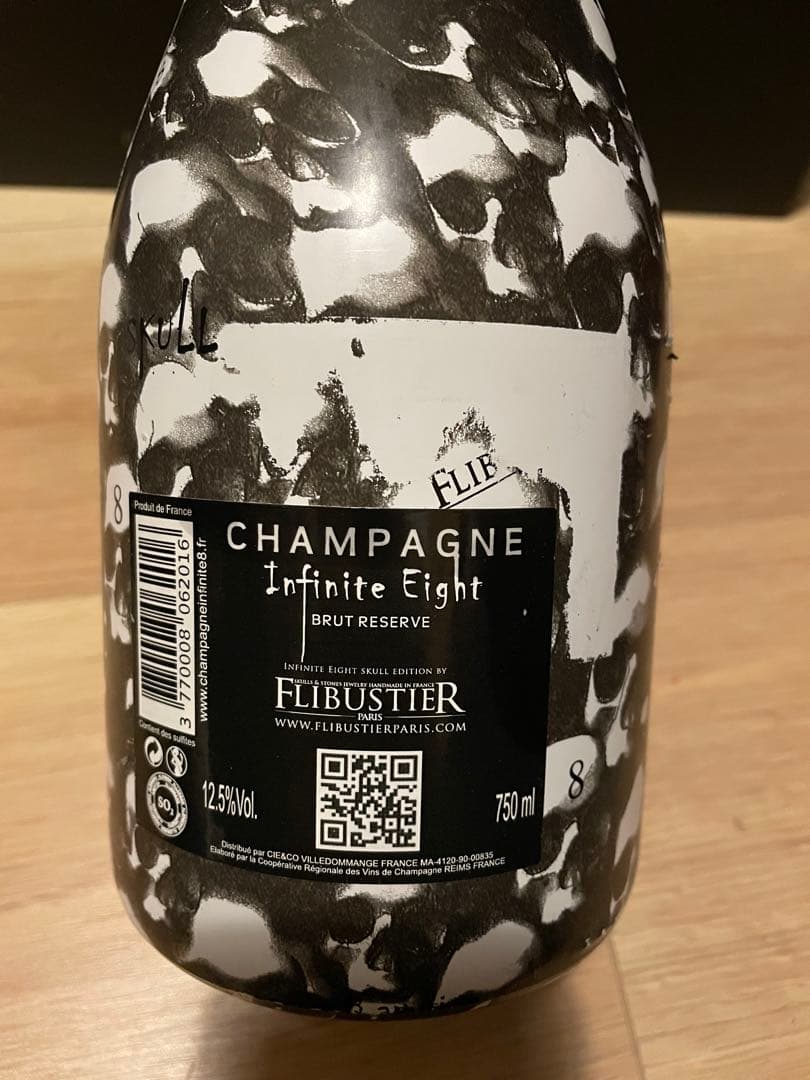 SKULL
FLIB
8
Produit de France
CHAMPAGNE
Infinite Eight
BRUT RESERVE
3 770008 062016
www.champagneinfinite8.fr
INFINITE EIGHT SKULL EDITION BY
SKULLS & STONES JEWELRY HANDMADE IN FRANCE
FLIBUSTIER
PARIS
WWW.FLIBUSTIERPARIS.COM
Contient des sulfites
SO₂
12.5%Vol.
750 ml
8
Distribué par CIE&CO VILLEDOMMANGE FRANCE MA-4120-90-00835
Elaboré par la Coopérative Régionale des Vins de Champagne REIMS FRANCE